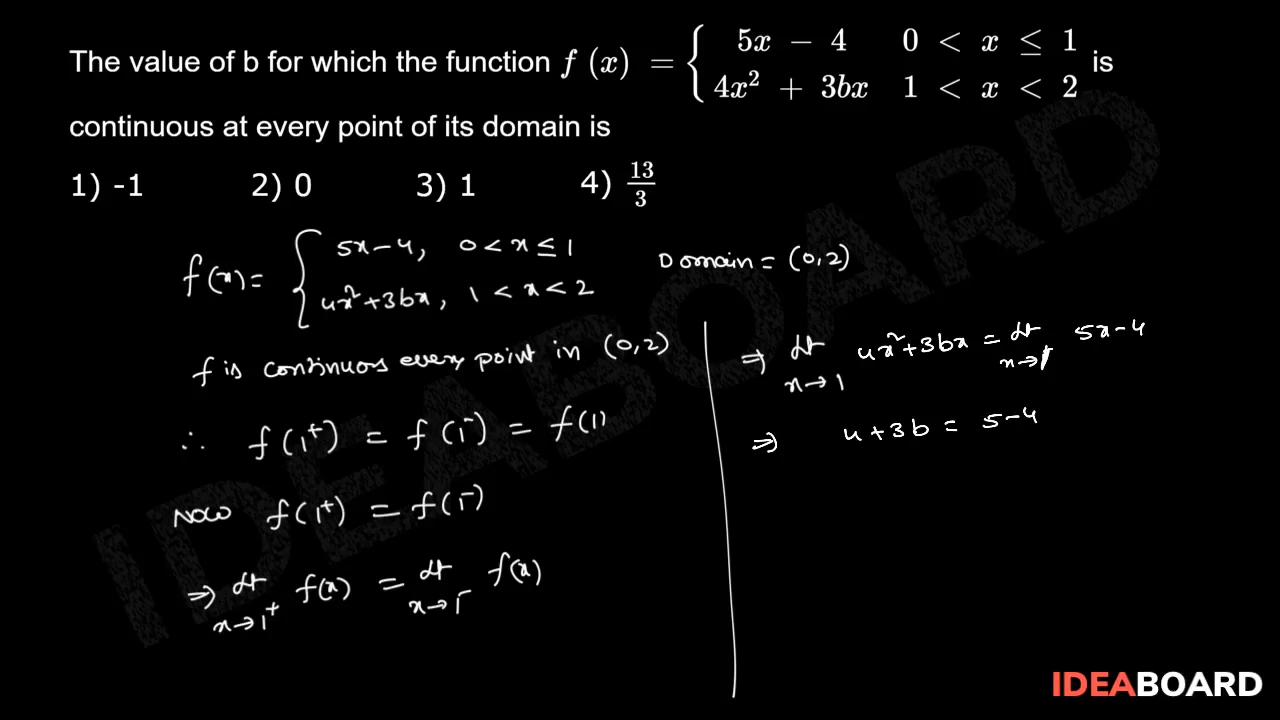 The value of b for which the function f (x) = { 5x − 4 0 < x ≤ 1
4x² + 3bx 1 < x < 2 is
continuous at every point of its domain is
1) -1 2) 0 3) 1 4) 13/3
f(x) = { 5x-4, 0 < x ≤ 1
4x²+3bx, 1 < x < 2
Domain = (0,2)
f is continuous every point in (0,2)
∴ f(1⁺) = f(1⁻) = f(1)
Now f(1⁺) = f(1⁻)
⇒ lt x→1⁺ f(x) = lt x→1⁻ f(x)
⇒ lt x→1 4x²+3bx = lt x→1 5x-4
⇒ 4+3b = 5-4
IDEABOARD
IDEABOARD